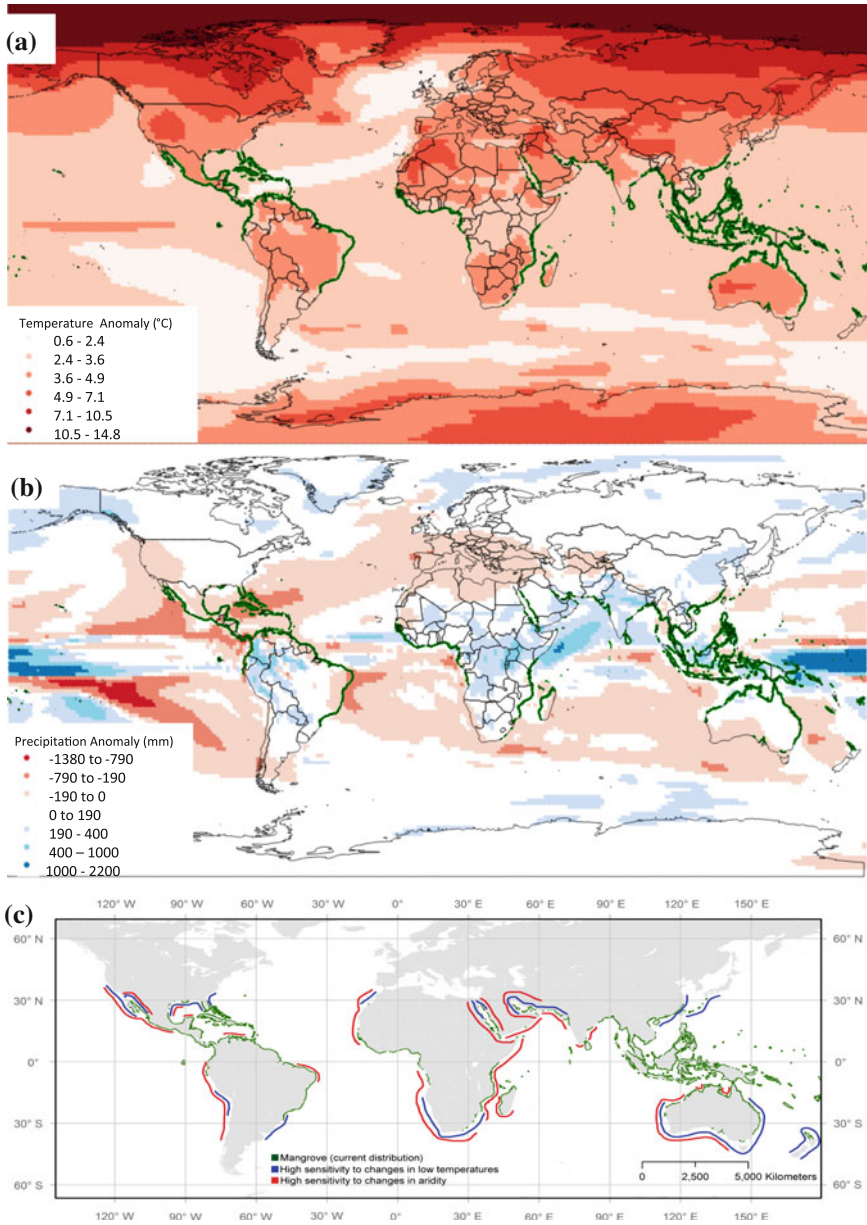 (a)
Temperature Anomaly (°C)
0.6 - 2.4
2.4 - 3.6
3.6 - 4.9
4.9 - 7.1
7.1 - 10.5
10.5 - 14.8
(b)
Precipitation Anomaly (mm)
-1380 to -790
-790 to -190
-190 to 0
0 to 190
190 - 400
400 – 1000
1000 - 2200
(c)
120° W 90° W 60° W 30° W 0° 30° E 60° E 90° E 120° E 150° E
60° N 60° N
30° N 30° N
0° 0°
30° S 30° S
Mangrove (current distribution)
High sensitivity to changes in low temperatures
High sensitivity to changes in aridity
0 2,500 5,000 Kilometers
60° S 60° S
120° W 90° W 60° W 30° W 0° 30° E 60° E 90° E 120° E 150° E